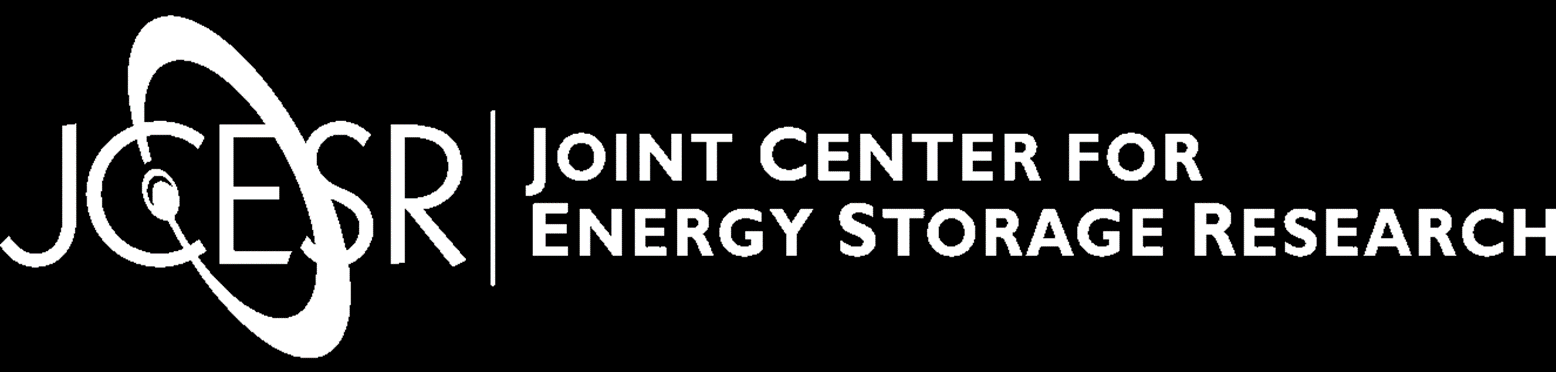 JCESR
JOINT CENTER FOR
ENERGY STORAGE RESEARCH